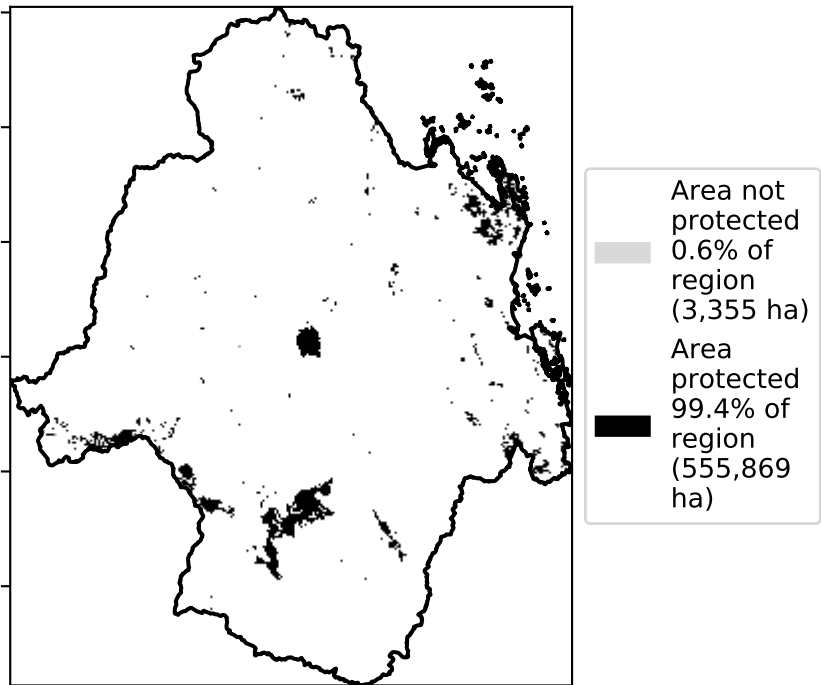 Area not
protected
0.6% of
region
(3,355 ha)
Area
protected
99.4% of
region
(555,869
ha)